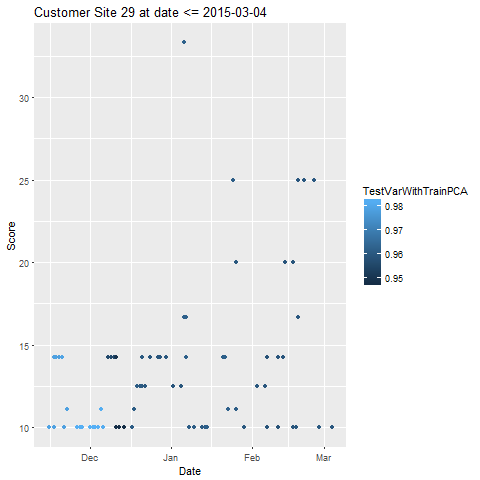 Customer Site 29 at date <= 2015-03-04
Score
30
25
20
15
10
Dec Jan Feb Mar
Date
TestVarWithTrainPCA
0.98
0.97
0.96
0.95